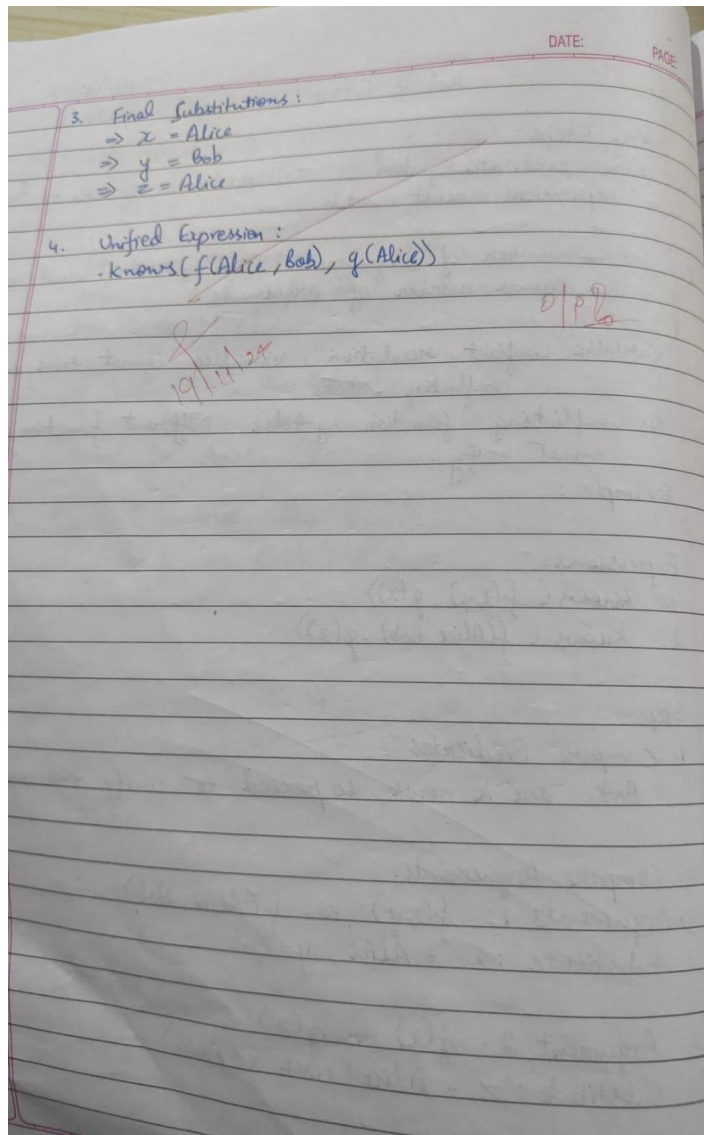 DATE:
PAGE
3. Final Substitutions:
⇒ x = Alice
⇒ y = Bob
⇒ z = Alice
4. Unified Expression:
. knows(f(Alice, Bob), g(Alice))
O/P
19/11/24